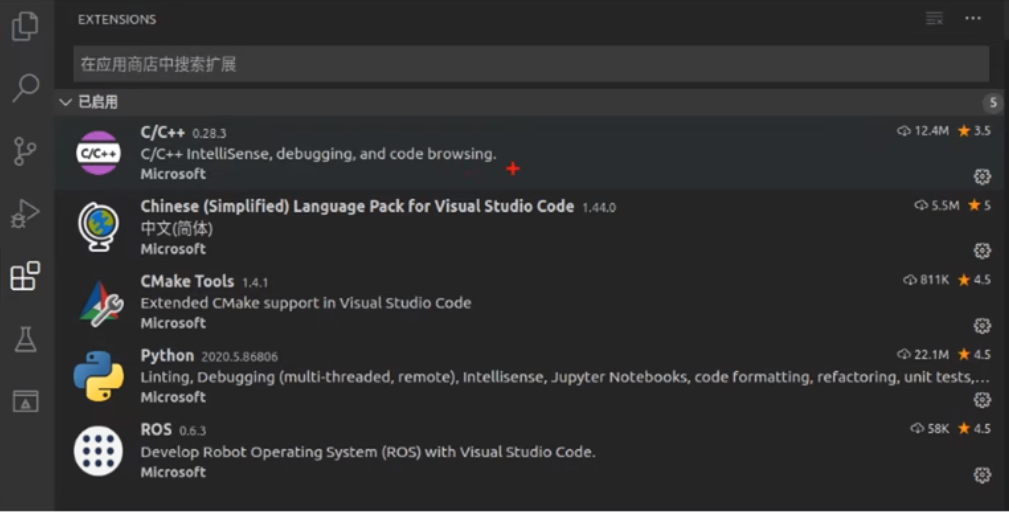 EXTENSIONS
在应用商店中搜索扩展
已启用 5
C/C++ 0.28.3 12.4M 3.5
C/C++
C/C++ IntelliSense, debugging, and code browsing.
Microsoft
Chinese (Simplified) Language Pack for Visual Studio Code 1.44.0 5.5M 5
中文(简体)
Microsoft
CMake Tools 1.4.1 811K 4.5
Extended CMake support in Visual Studio Code
Microsoft
Python 2020.5.86806 22.1M 4.5
Linting, Debugging (multi-threaded, remote), Intellisense, Jupyter Notebooks, code formatting, refactoring, unit tests,...
Microsoft
ROS 0.6.3 58K 4.5
Develop Robot Operating System (ROS) with Visual Studio Code.
Microsoft